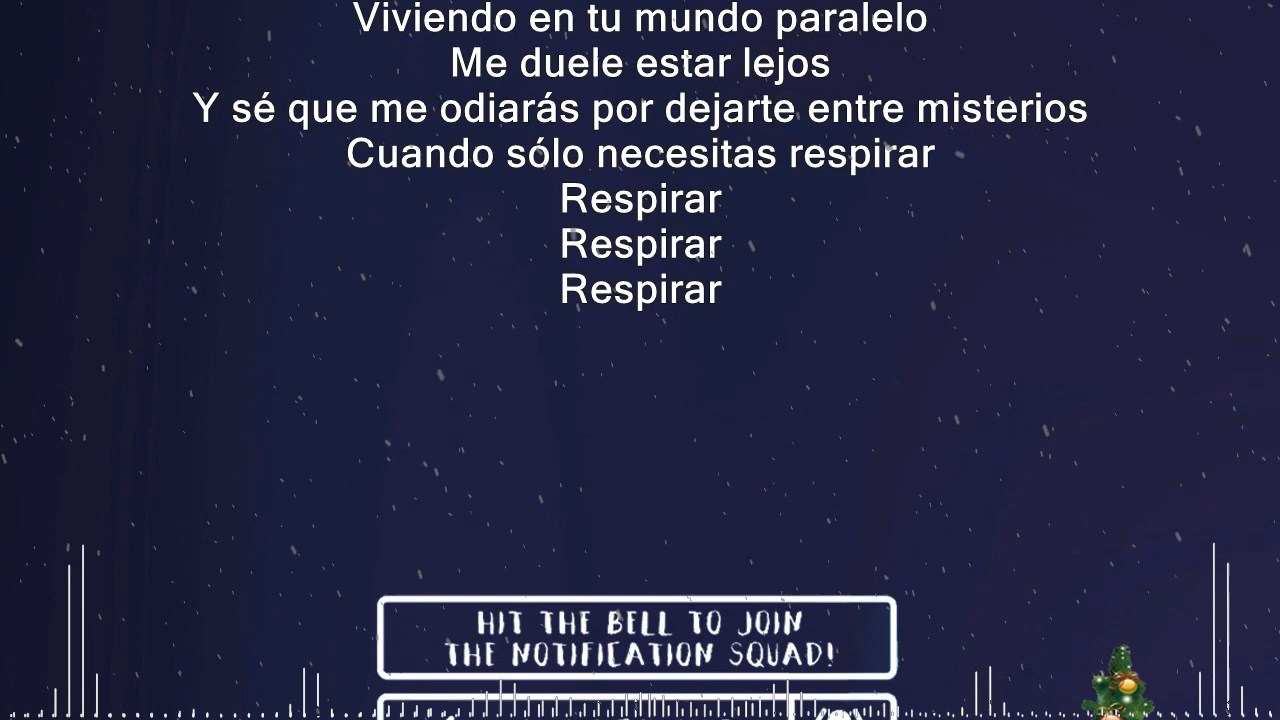 Viviendo en tu mundo paralelo
Me duele estar lejos
Y sé que me odiarás por dejarte entre misterios
Cuando sólo necesitas respirar
Respirar
Respirar
Respirar
HIT THE BELL TO JOIN
THE NOTIFICATION SQUAD!